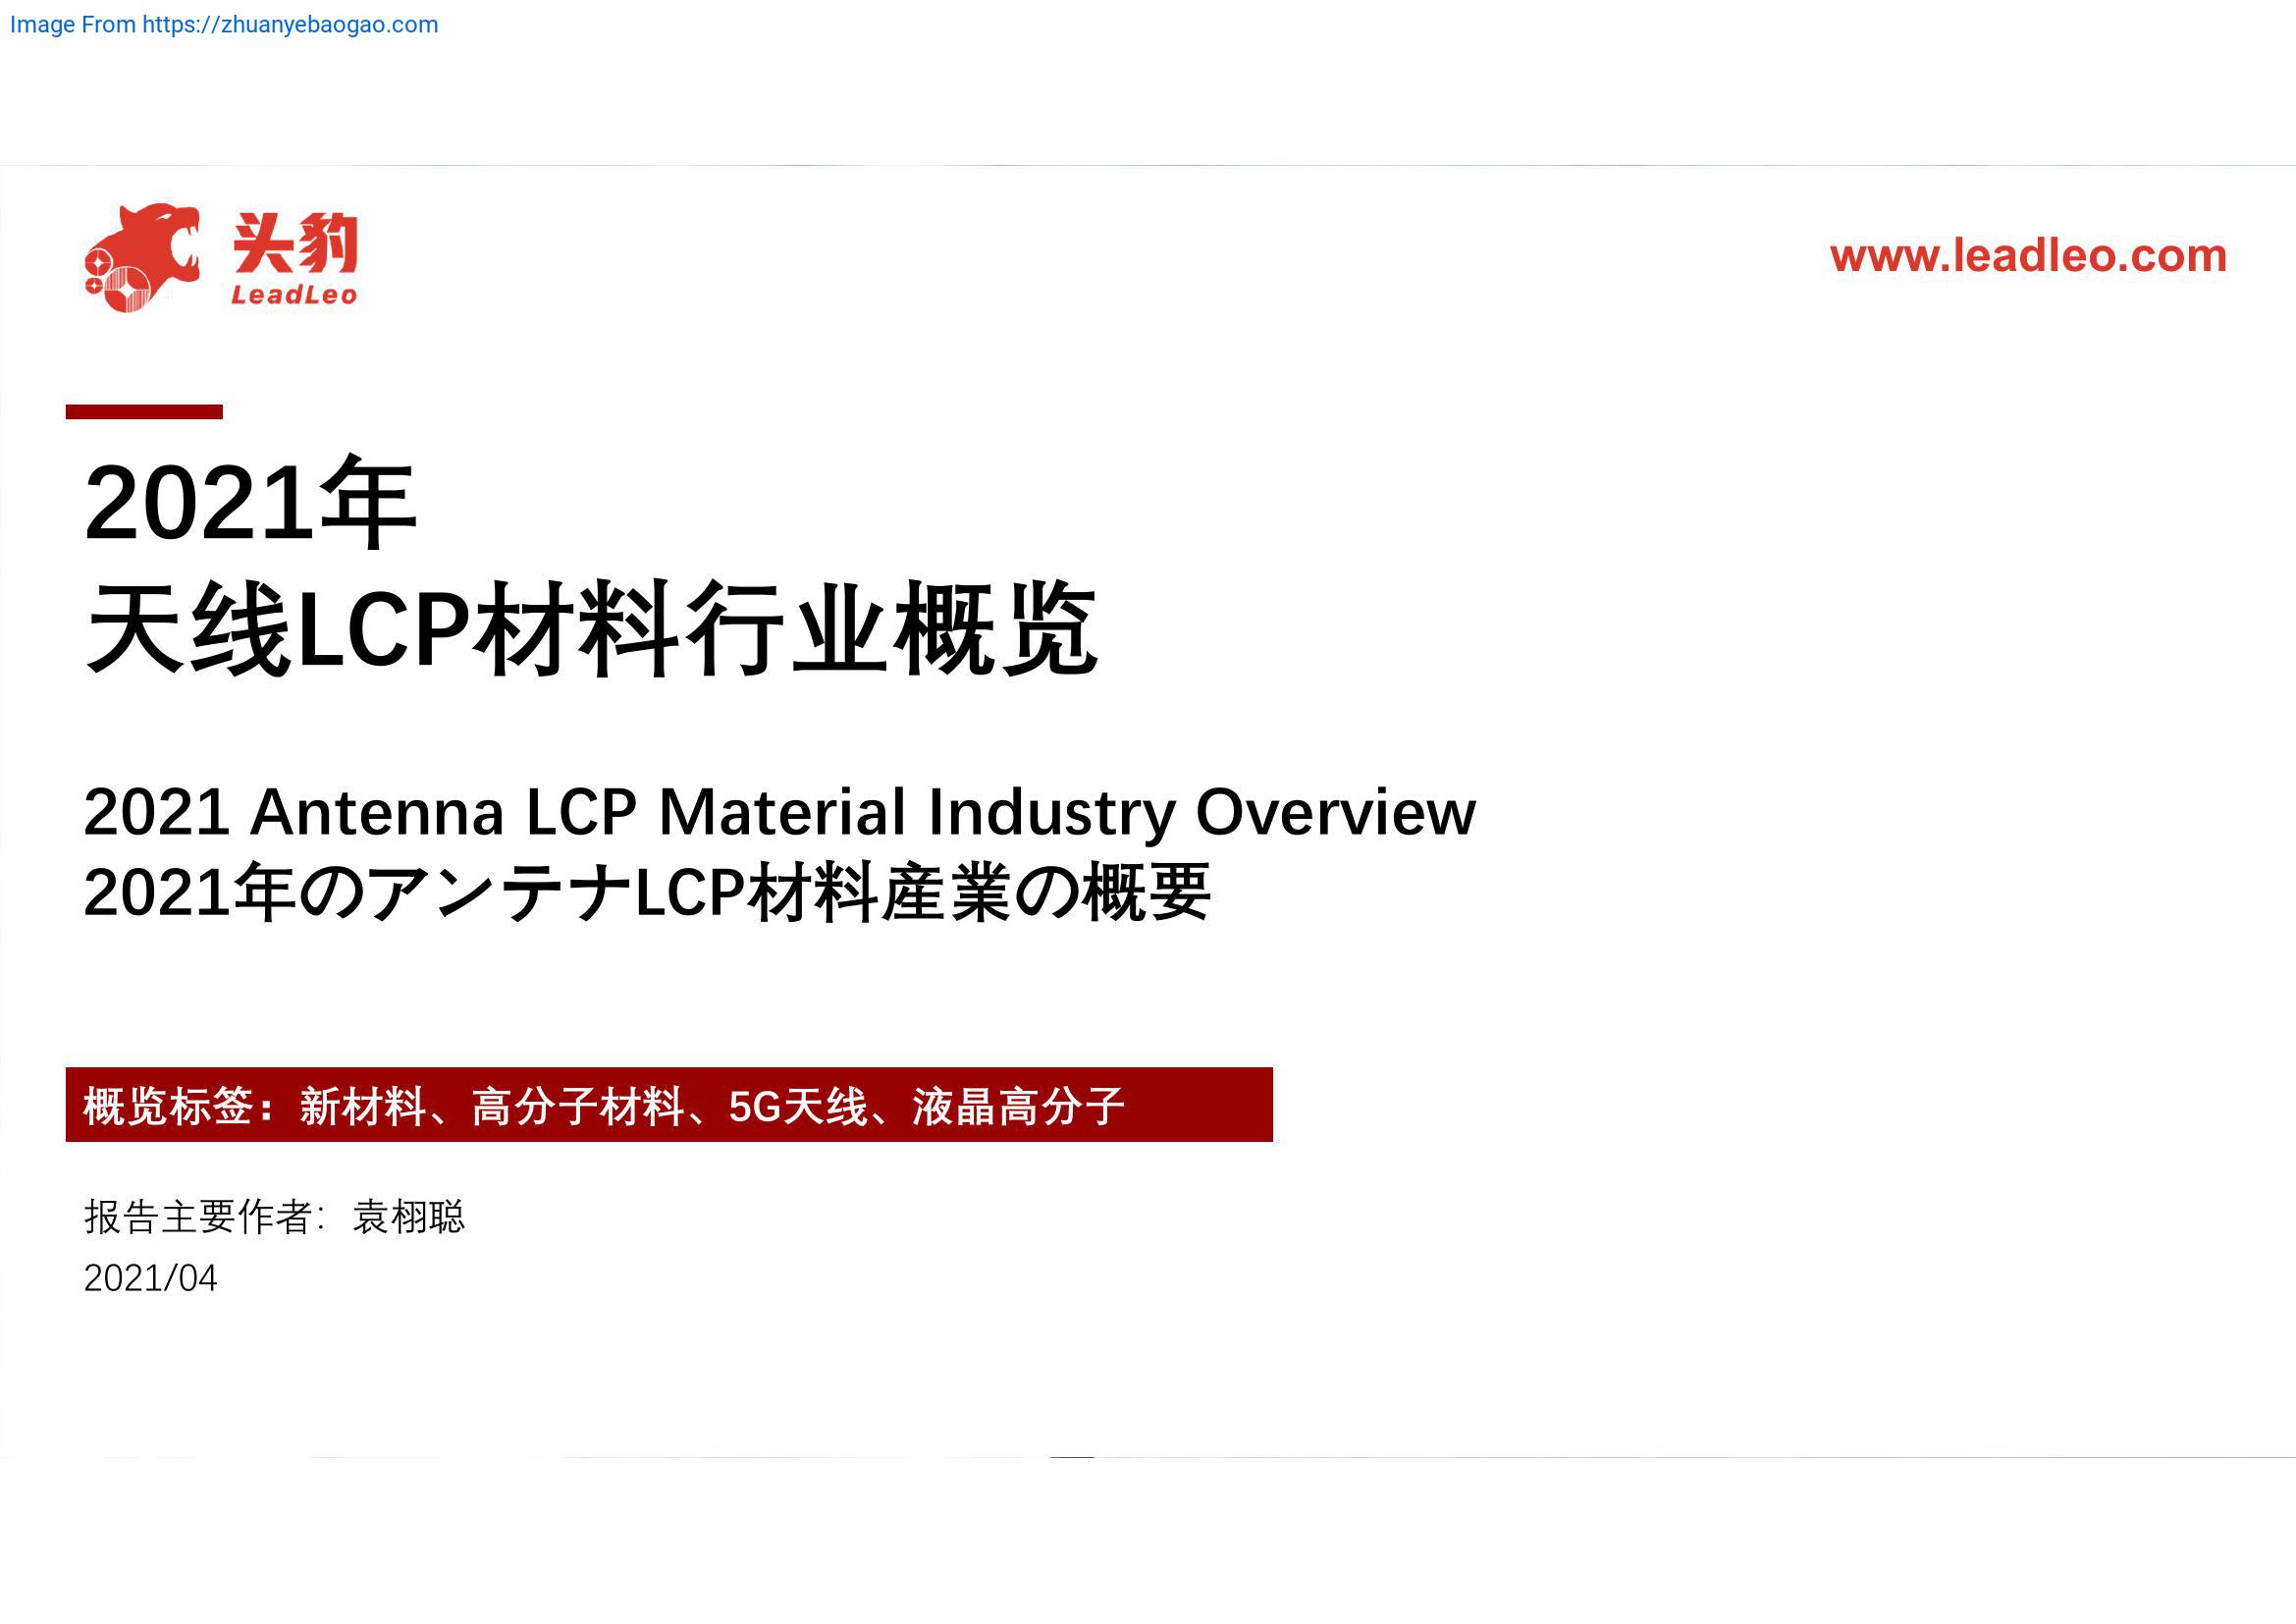 Image From https://zhuanyebaogao.com
头豹
LeadLeo
www.leadleo.com
2021年
天线LCP材料行业概览
2021 Antenna LCP Material Industry Overview
2021年のアンテナLCP材料産業の概要
概览标签：新材料、高分子材料、5G天线、液晶高分子
报告主要作者：袁栩聪
2021/04